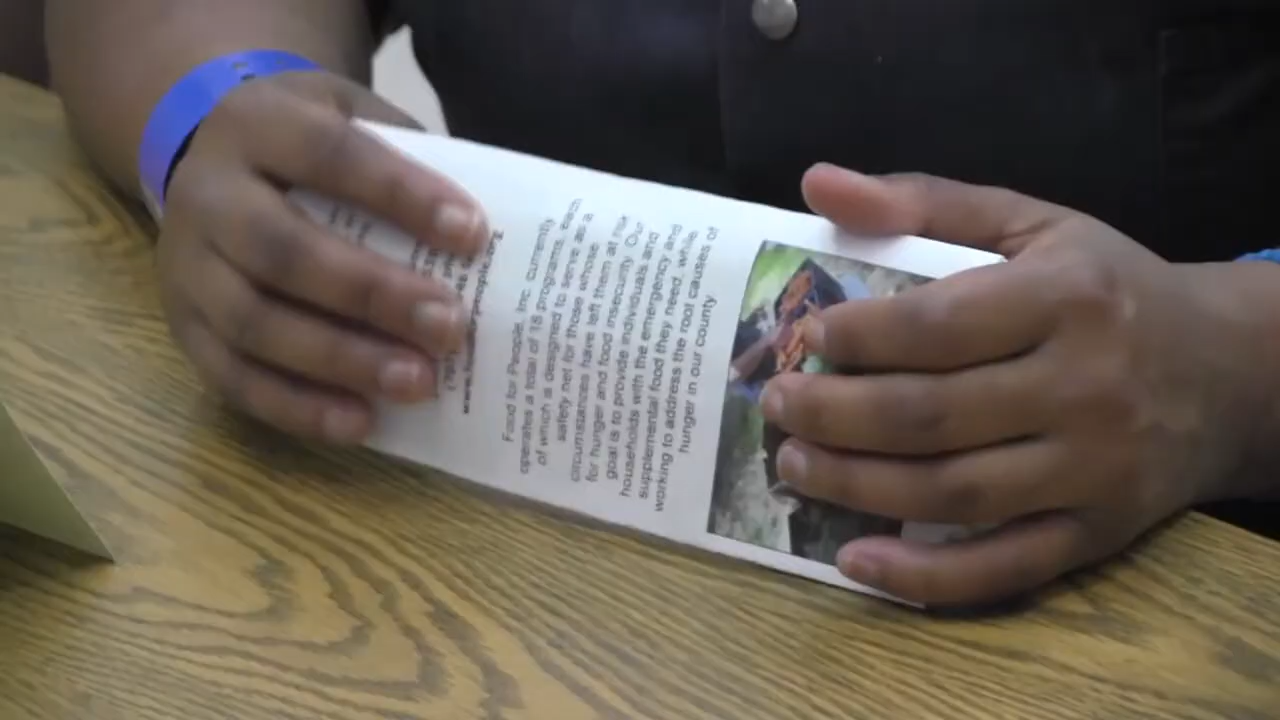 Food for People, Inc. currently
operates a total of 18 programs, each
of which is designed to serve as a
safety net for those whose
circumstances have left them at risk
for hunger and food insecurity. Our
goal is to provide individuals and
households with the emergency and
supplemental food they need, while
working to address the root causes of
hunger in our county